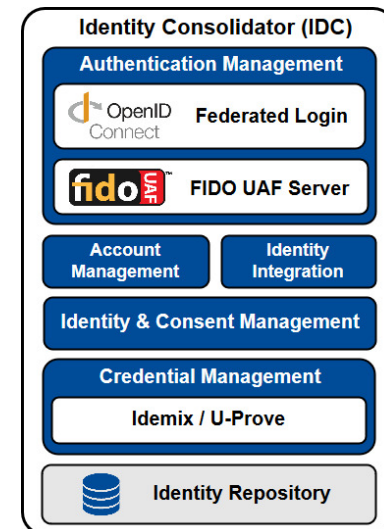 Identity Consolidator (IDC)
Authentication Management
OpenID
Connect
Federated Login
fido UAF™
FIDO UAF Server
Account
Management
Identity
Integration
Identity & Consent Management
Credential Management
Idemix / U-Prove
Identity Repository